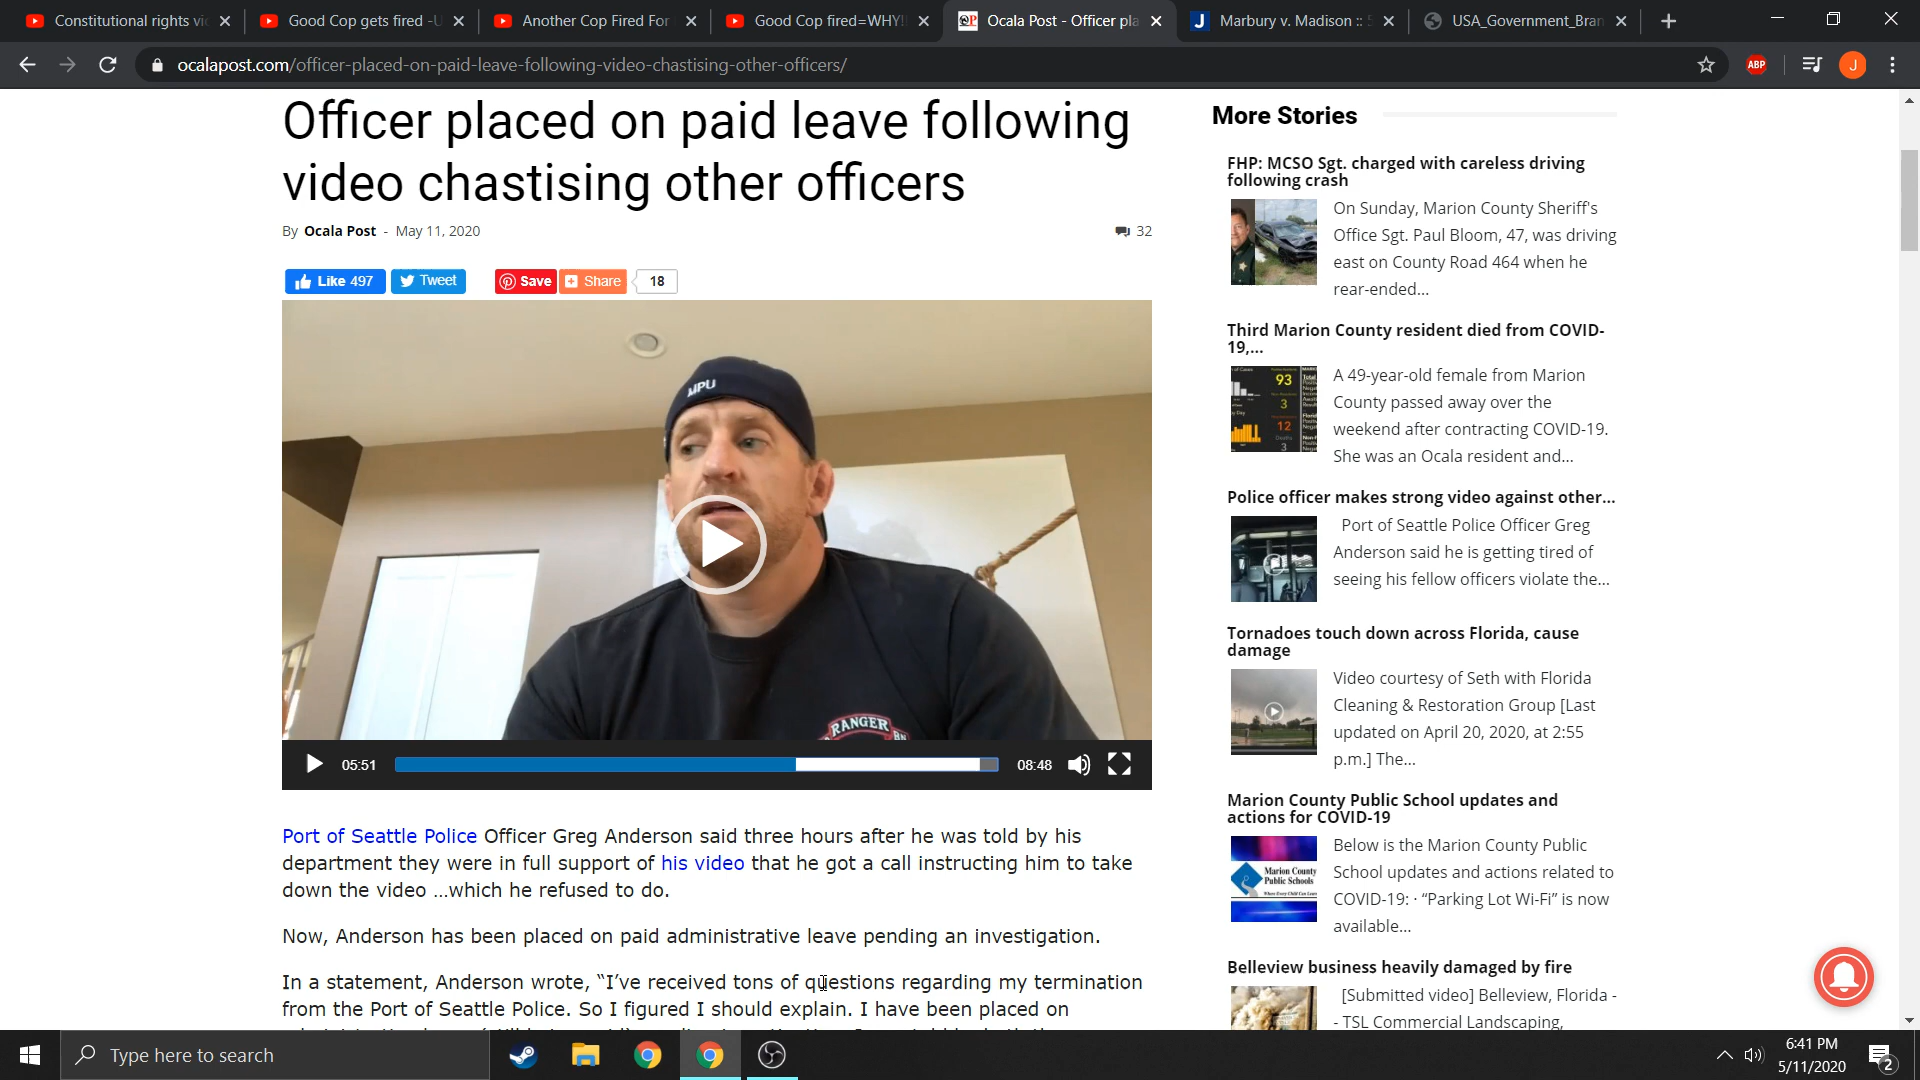 Constitutional rights vi
Good Cop gets fired -U
Another Cop Fired For
Good Cop fired=WHY!
Ocala Post - Officer pla
Marbury v. Madison ::
USA_Government_Bran
ocalapost.com/officer-placed-on-paid-leave-following-video-chastising-other-officers/
ABP
J
Officer placed on paid leave following
video chastising other officers
By Ocala Post - May 11, 2020
32
Like 497
Tweet
Save
Share
18
MPU
RANGER
BN
05:51
08:48
Port of Seattle Police Officer Greg Anderson said three hours after he was told by his
department they were in full support of his video that he got a call instructing him to take
down the video …which he refused to do.
Now, Anderson has been placed on paid administrative leave pending an investigation.
In a statement, Anderson wrote, “I’ve received tons of questions regarding my termination
from the Port of Seattle Police. So I figured I should explain. I have been placed on
More Stories
FHP: MCSO Sgt. charged with careless driving
following crash
On Sunday, Marion County Sheriff's
Office Sgt. Paul Bloom, 47, was driving
east on County Road 464 when he
rear-ended...
Third Marion County resident died from COVID-
19,...
93
3
12
3
A 49-year-old female from Marion
County passed away over the
weekend after contracting COVID-19.
She was an Ocala resident and...
Police officer makes strong video against other...
Port of Seattle Police Officer Greg
Anderson said he is getting tired of
seeing his fellow officers violate the...
Tornadoes touch down across Florida, cause
damage
Video courtesy of Seth with Florida
Cleaning & Restoration Group [Last
updated on April 20, 2020, at 2:55
p.m.] The...
Marion County Public School updates and
actions for COVID-19
Marion County
Public Schools
Below is the Marion County Public
School updates and actions related to
COVID-19: · “Parking Lot Wi-Fi” is now
available...
Belleview business heavily damaged by fire
[Submitted video] Belleview, Florida -
- TSL Commercial Landscaping,
Type here to search
6:41 PM
5/11/2020
2